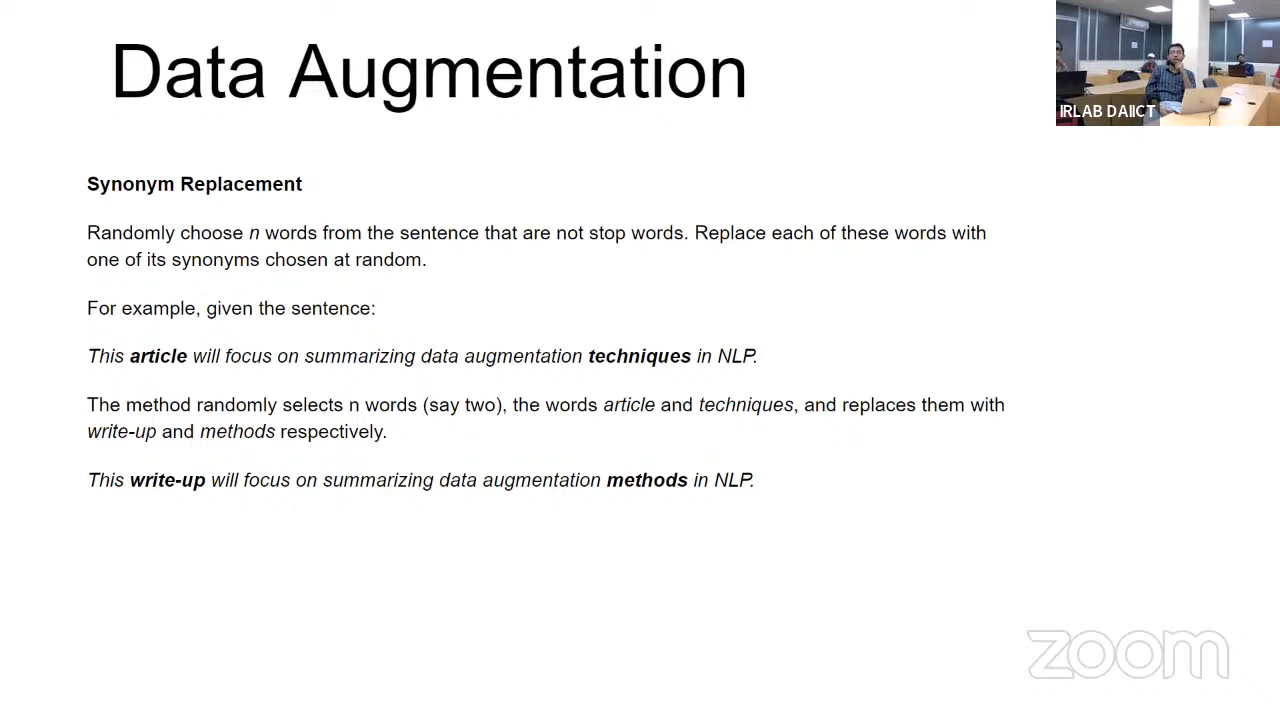 Data Augmentation
IRLAB DAIICT
Synonym Replacement
Randomly choose n words from the sentence that are not stop words. Replace each of these words with
one of its synonyms chosen at random.
For example, given the sentence:
This article will focus on summarizing data augmentation techniques in NLP.
The method randomly selects n words (say two), the words article and techniques, and replaces them with
write-up and methods respectively.
This write-up will focus on summarizing data augmentation methods in NLP.
zoom